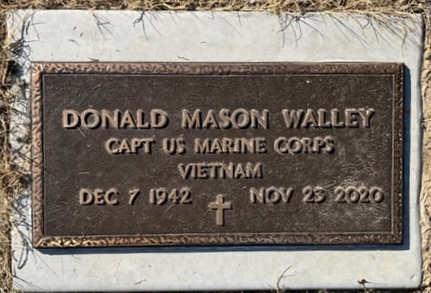 DONALD MASON WALLEY
CAPT US MARINE CORPS
VIETNAM
DEC 7 1942 NOV 23 2020